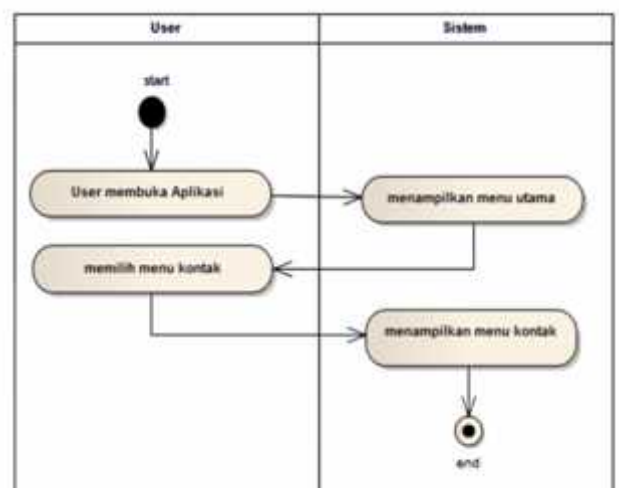 User
Sistem
start
User membuka Aplikasi
menampilkan menu utama
memilih menu kontak
menampilkan menu kontak
end